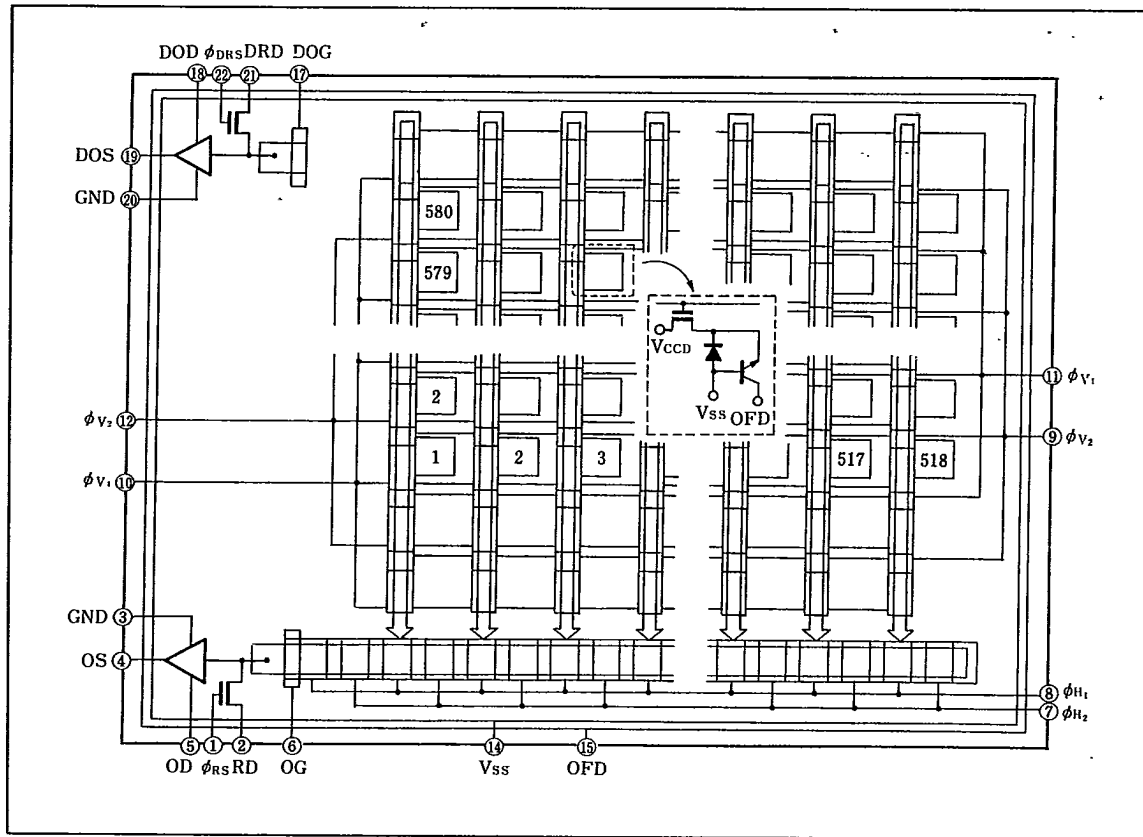 DOD ϕDRS DRD DOG
18 22 21 17
DOS 19
GND 20
580
579
VCCD
VSS OFD
11 ϕV1
2
ϕV2 12
9 ϕV2
1 2 3 517 518
ϕV1 10
GND 3
OS 4
8 ϕH1
7 ϕH2
5 1 2 6 14 15
OD ϕRS RD OG VSS OFD